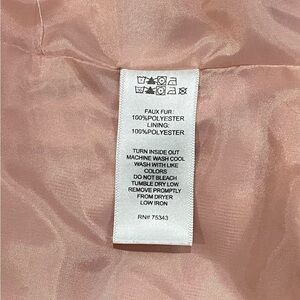 FAUX FUR:
100%POLYESTER
LINING:
100%POLYESTER
TURN INSIDE OUT
MACHINE WASH COOL
WASH WITH LIKE
COLORS
DO NOT BLEACH
TUMBLE DRY LOW
REMOVE PROMPTLY
FROM DRYER
LOW IRON
RN# 75343